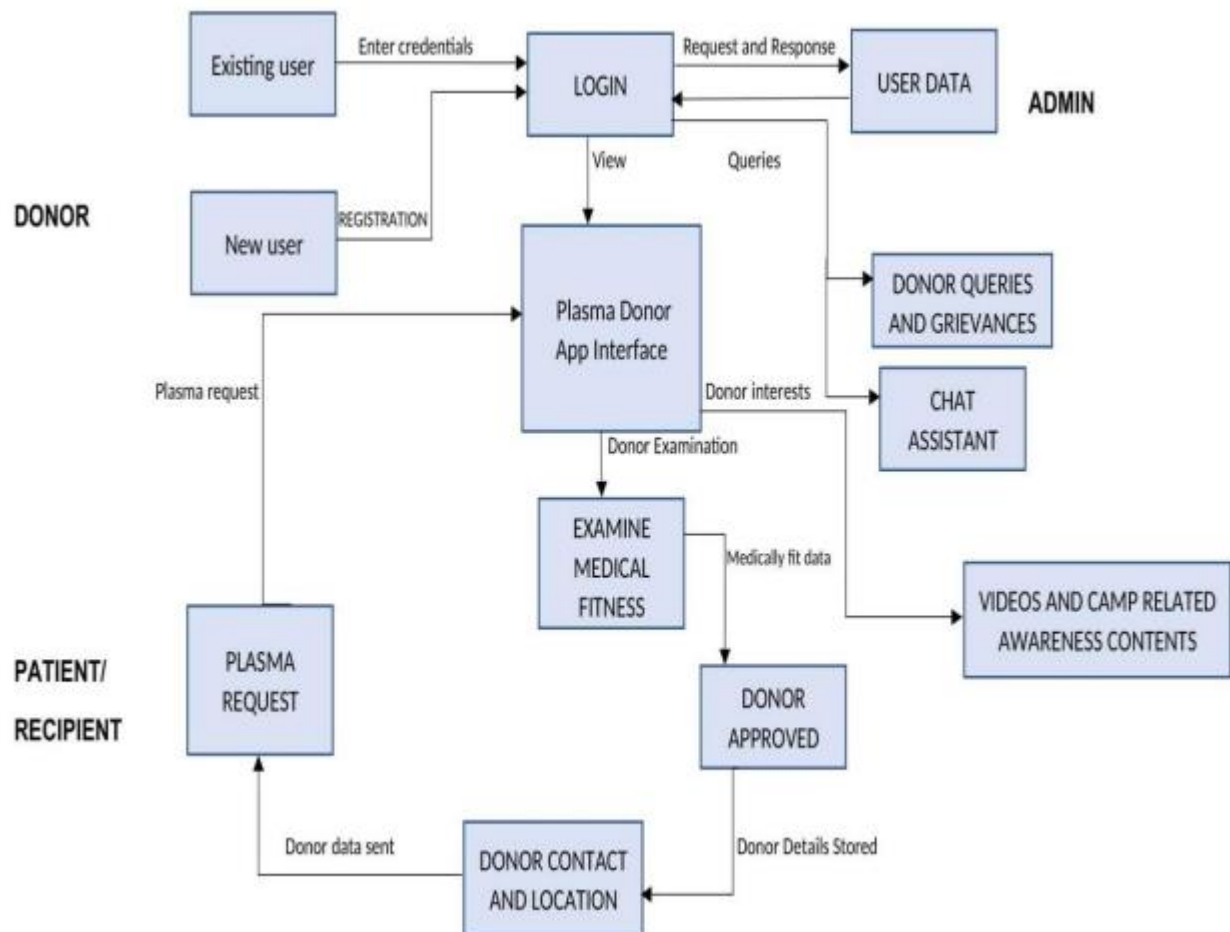 Existing user
Enter credentials
LOGIN
Request and Response
USER DATA
ADMIN
View
Queries
DONOR
New user
REGISTRATION
Plasma Donor
App Interface
DONOR QUERIES
AND GRIEVANCES
Plasma request
Donor interests
CHAT
ASSISTANT
Donor Examination
EXAMINE
MEDICAL
FITNESS
Medically fit data
VIDEOS AND CAMP RELATED
AWARENESS CONTENTS
PATIENT/
RECIPIENT
PLASMA
REQUEST
DONOR
APPROVED
Donor data sent
DONOR CONTACT
AND LOCATION
Donor Details Stored